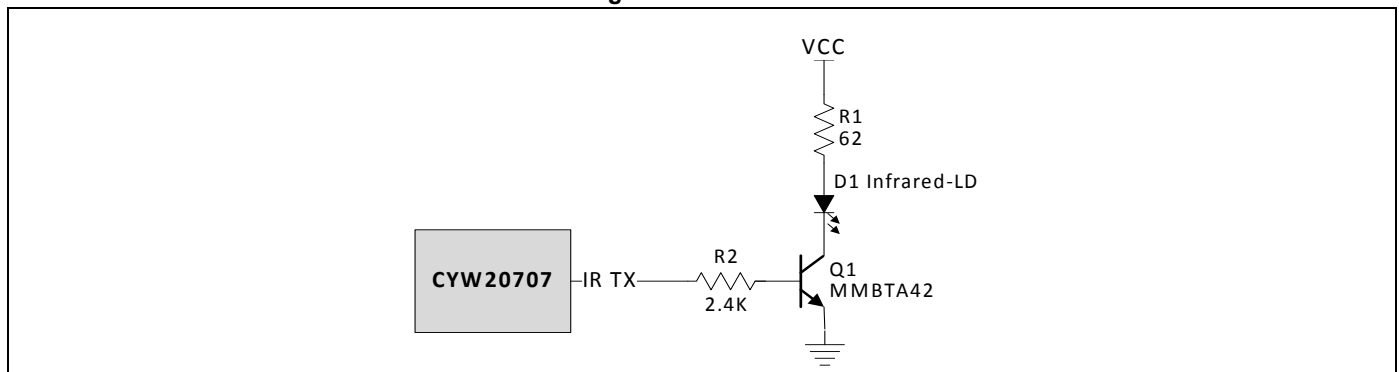 VCC
R1
62
D1 Infrared-LD
CYW20707
IR TX
R2
2.4K
Q1
MMBTA42